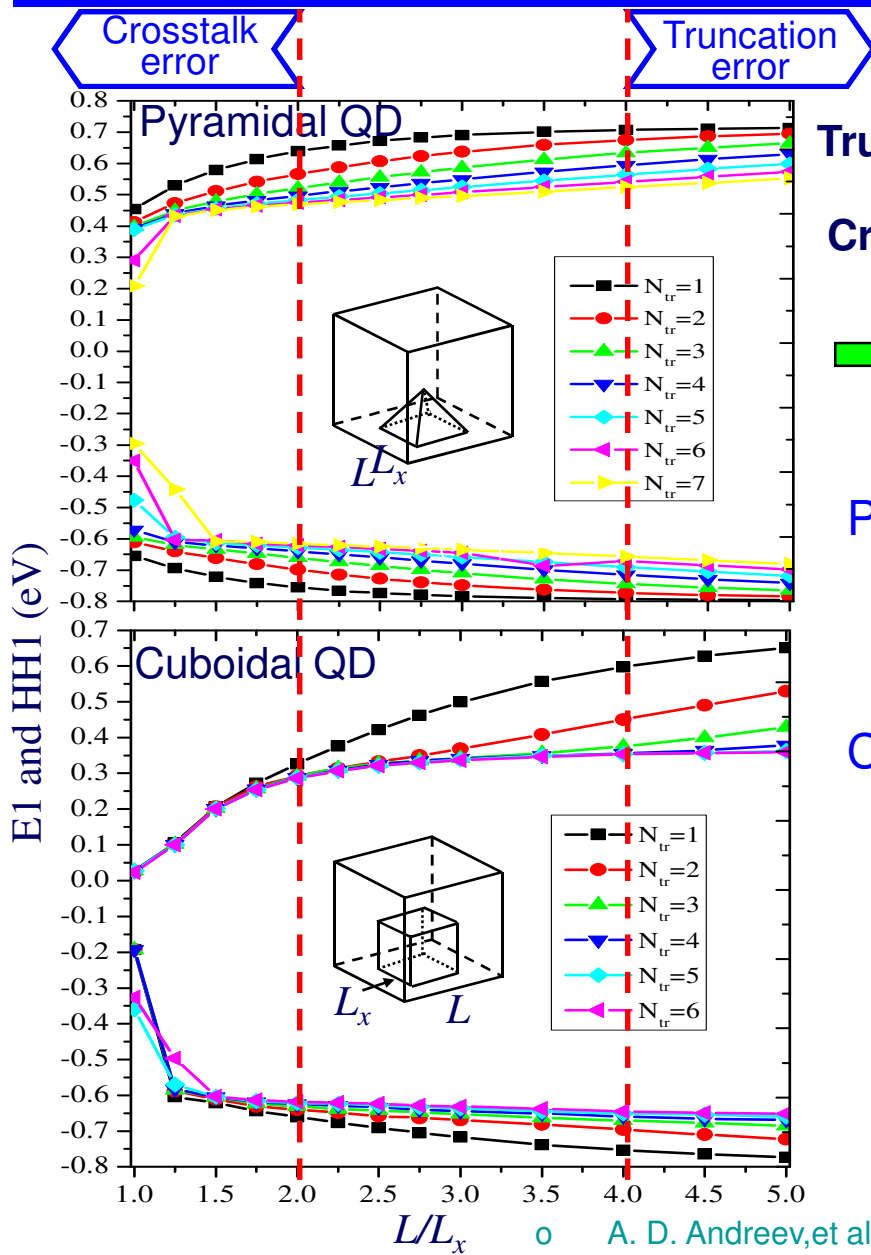 Crosstalk
error
Truncation
error
Pyramidal QD
0.8
0.7
0.6
0.5
0.4
0.3
0.2
0.1
0.0
-0.1
-0.2
-0.3
-0.4
-0.5
-0.6
-0.7
-0.8
N_tr=1
N_tr=2
N_tr=3
N_tr=4
N_tr=5
N_tr=6
N_tr=7
L L_x
Tru
Cr
P
E1 and HH1 (eV)
Cuboidal QD
0.7
0.6
0.5
0.4
0.3
0.2
0.1
0.0
-0.1
-0.2
-0.3
-0.4
-0.5
-0.6
-0.7
-0.8
N_tr=1
N_tr=2
N_tr=3
N_tr=4
N_tr=5
N_tr=6
L_x L
1.0 1.5 2.0 2.5 3.0 3.5 4.0 4.5 5.0
L/L_x
o A. D. Andreev,et al